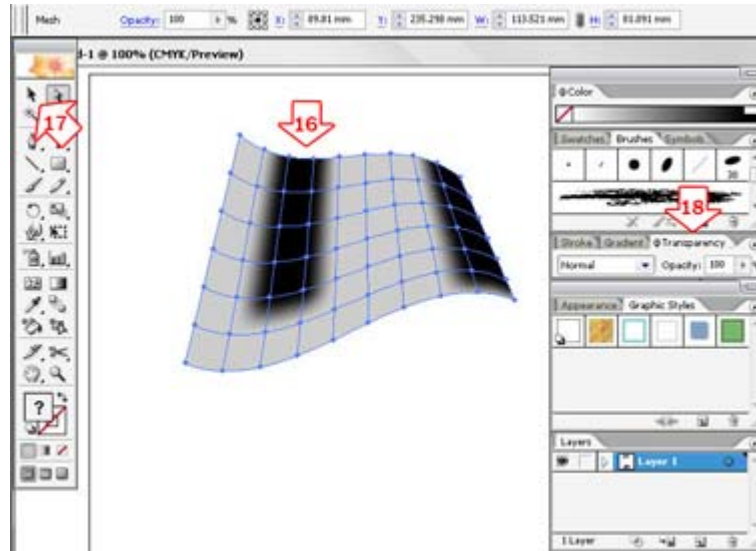 Mesh Opacity: 100 % X: 89.81 mm Y: 235.298 mm W: 113.521 mm H: 81.891 mm
d-1 @ 100% (CMYK/Preview)
16
17
?
Color
Swatches Brushes Symbols
30
18
Stroke Gradient Transparency
Normal Opacity: 100 %
Appearance Graphic Styles
Layers
Layer 1
1 Layer